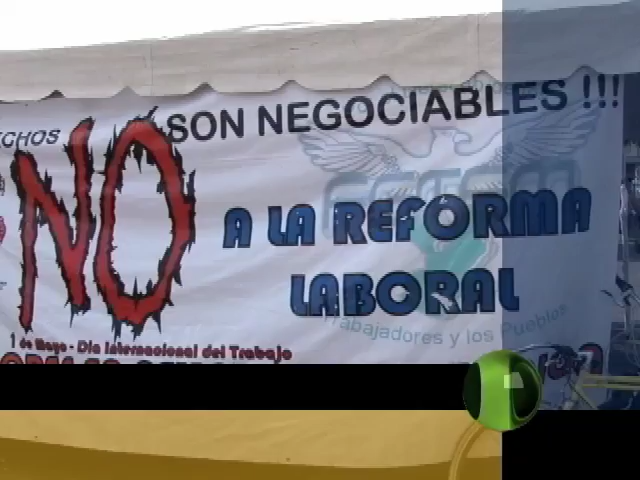 CHOS NO SON NEGOCIABLES !!!
A LA REFORMA
LABORAL
Trabajadores y los Pueblos
1 de Mayo - Día Internacional del Trabajo